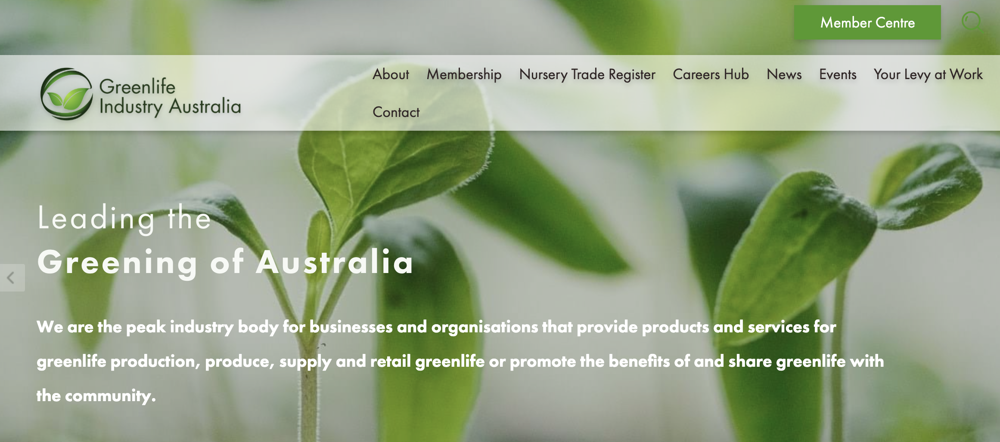 Member Centre
Greenlife
Industry Australia
About Membership Nursery Trade Register Careers Hub News Events Your Levy at Work
Contact
Leading the
Greening of Australia
We are the peak industry body for businesses and organisations that provide products and services for
greenlife production, produce, supply and retail greenlife or promote the benefits of and share greenlife with
the community.